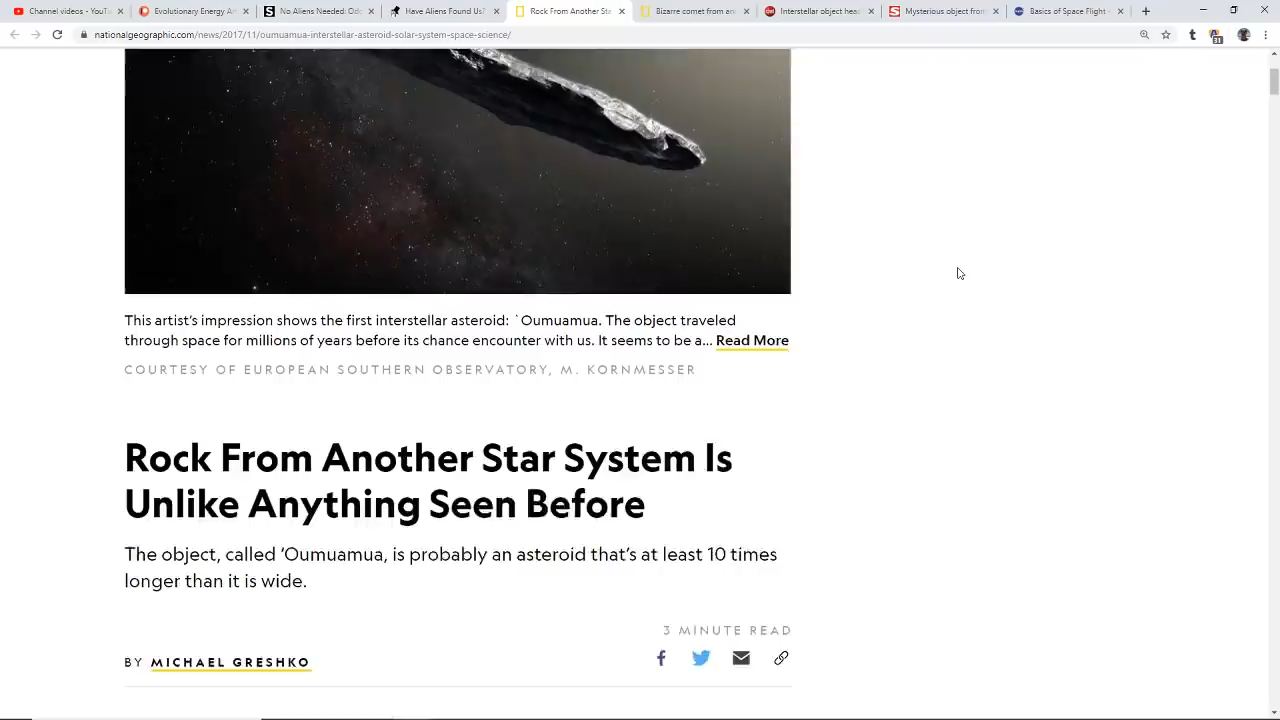 Channel videos - YouT
Evolutionary Energy Ar
No Aliens Needed: Odd
Have Aliens Found Us?
Rock From Another Sta
Bizarre comet from an
Interstellar object lea
Mysterious object from
Basics of Space Flight -
nationalgeographic.com/news/2017/11/oumuamua-interstellar-asteroid-solar-system-space-science/
This artist's impression shows the first interstellar asteroid: `Oumuamua. The object traveled
through space for millions of years before its chance encounter with us. It seems to be a... Read More
COURTESY OF EUROPEAN SOUTHERN OBSERVATORY, M. KORNMESSER
Rock From Another Star System Is
Unlike Anything Seen Before
The object, called 'Oumuamua, is probably an asteroid that's at least 10 times
longer than it is wide.
3 MINUTE READ
BY MICHAEL GRESHKO